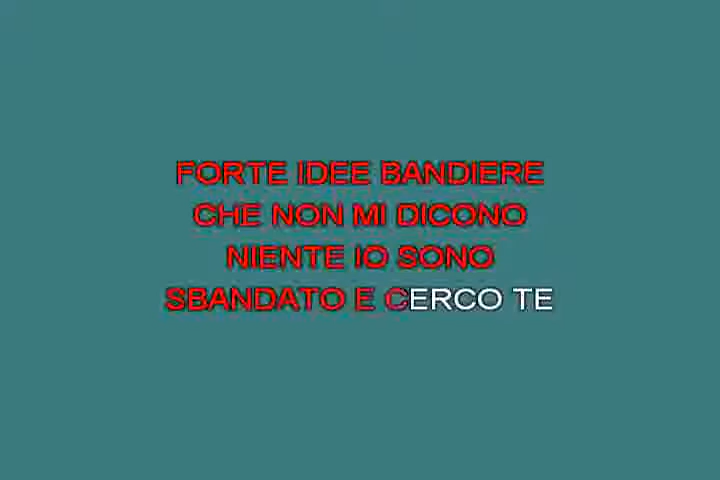 FORTE IDEE BANDIERE
CHE NON MI DICONO
NIENTE IO SONO
SBANDATO E CERCO TE